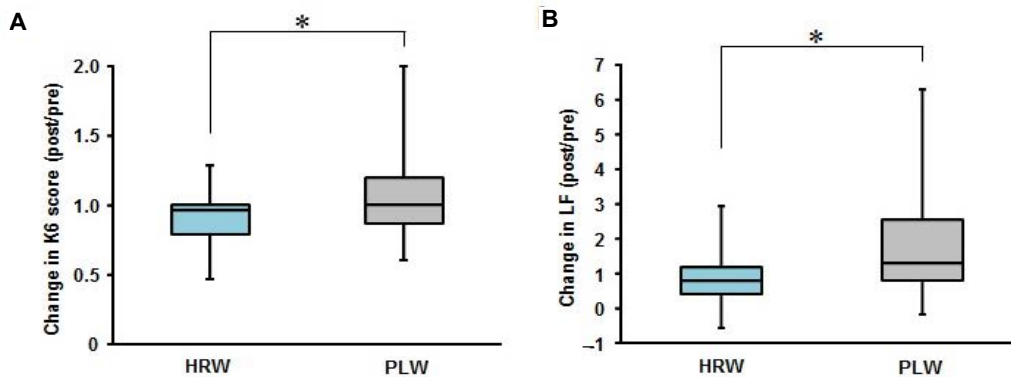 A
*
Change in K6 score (post/pre)
2.0
1.5
1.0
0.5
0
HRW
PLW
B
*
Change in LF (post/pre)
7
6
5
4
3
2
1
0
–1
HRW
PLW